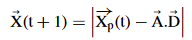 X⃗(t + 1) = |X⃗p(t) − A⃗.D⃗|